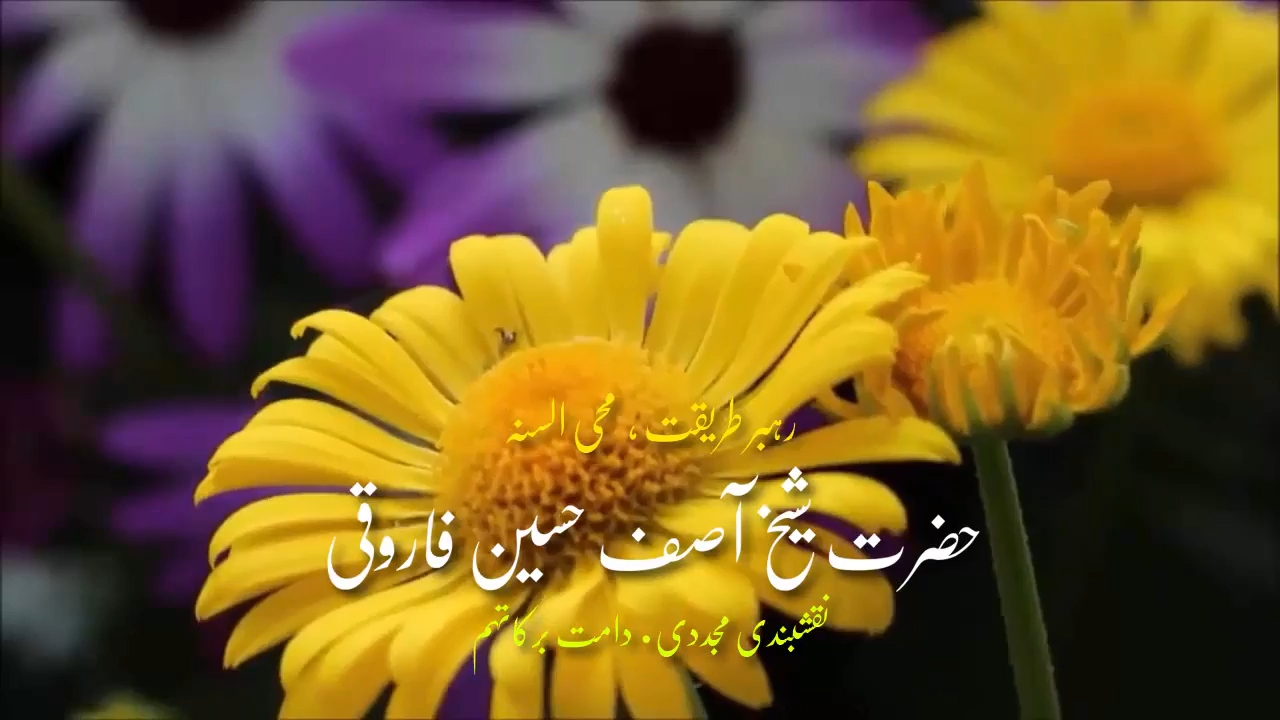 رہبر طریقت، محی السنہ
حضرت شیخ آصف حسین فاروقی
نقشبندی مجددی۔ دامت برکاتہم